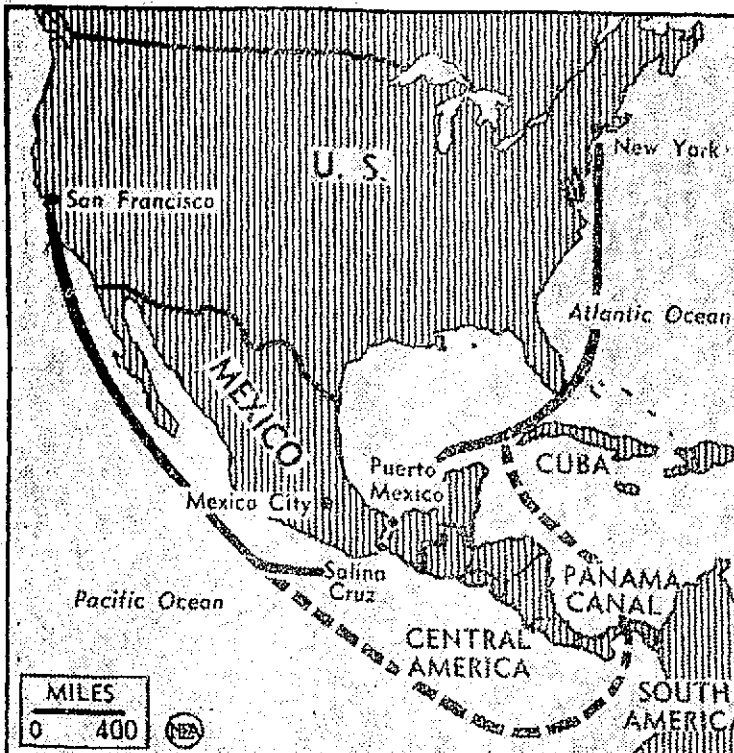 New York
U. S.
San Francisco
Atlantic Ocean
MEXICO
Puerto
Mexico
CUBA
Mexico City
Salina
Cruz
PANAMA
CANAL
Pacific Ocean
CENTRAL
AMERICA
SOUTH
AMERICA
MILES
0 400
NEA